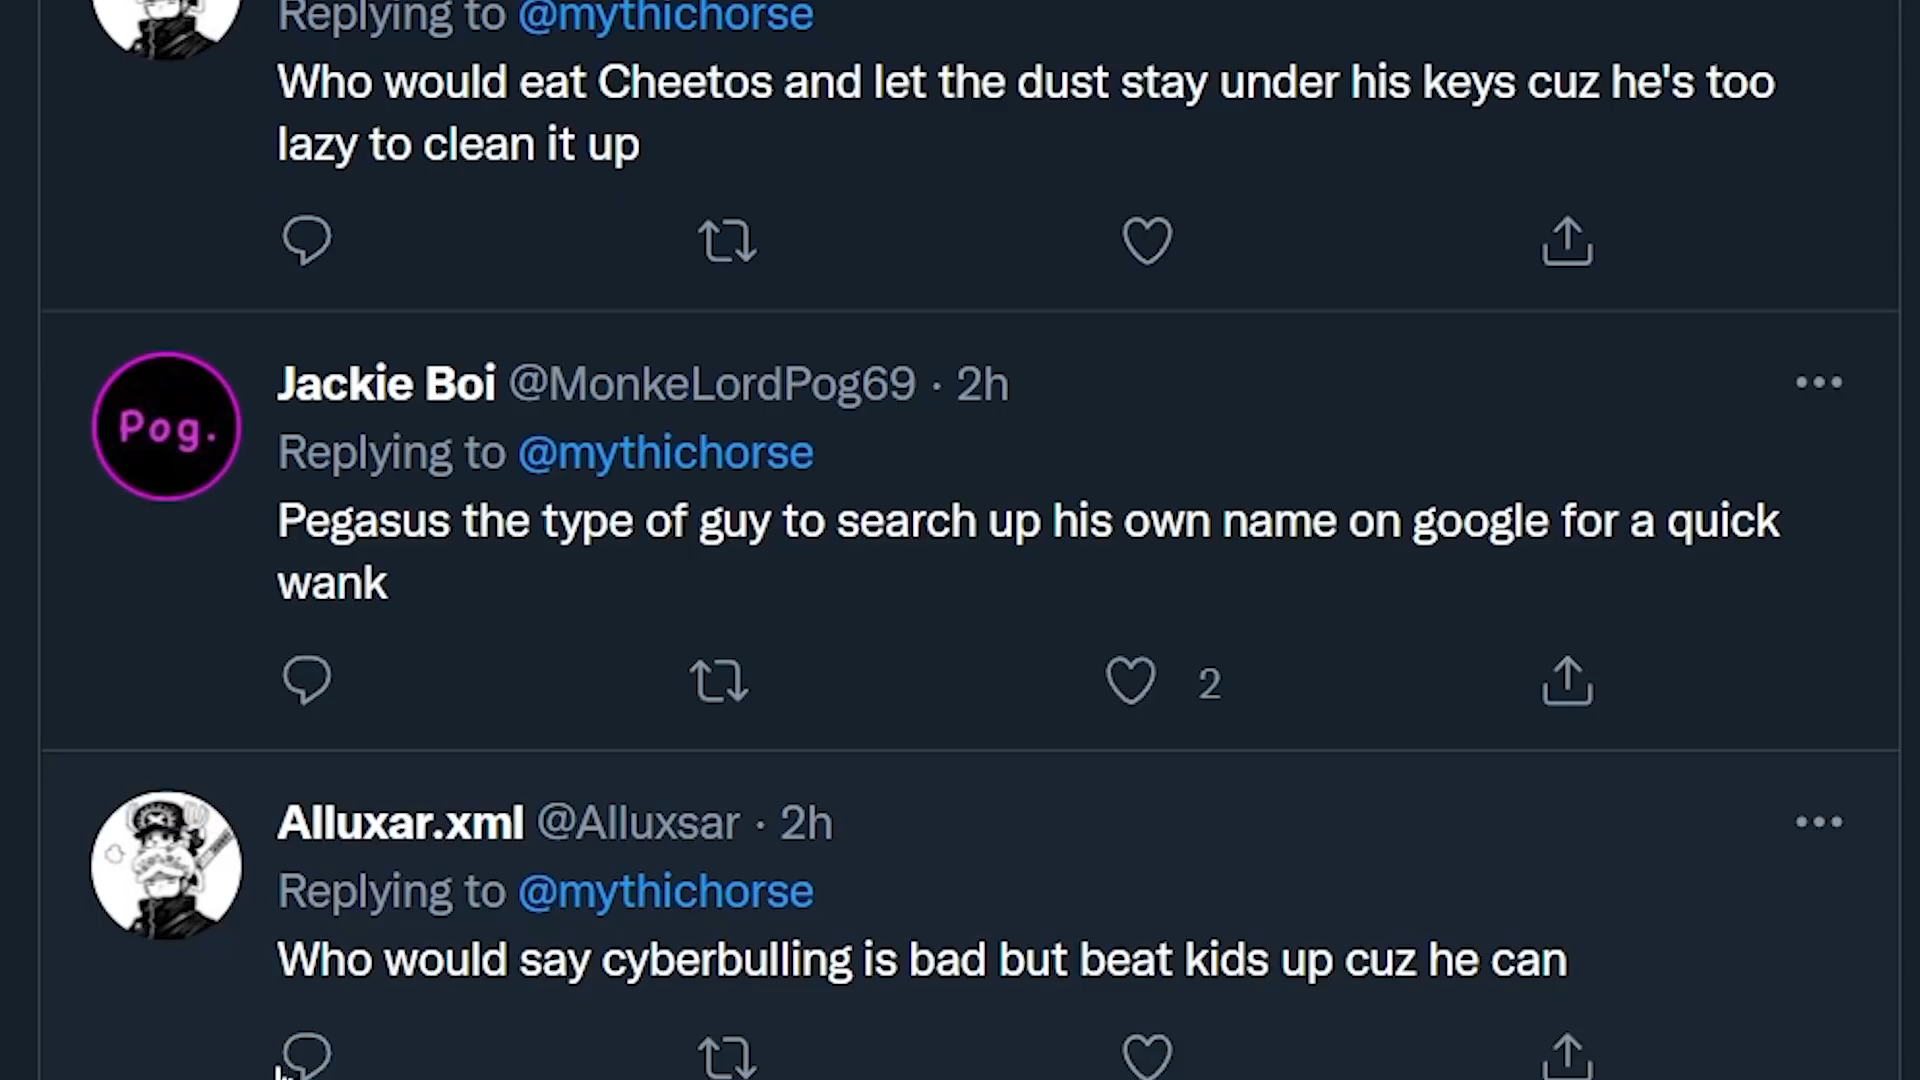 Replying to @mythichorse
Who would eat Cheetos and let the dust stay under his keys cuz he's too
lazy to clean it up
Pog.
Jackie Boi @MonkeLordPog69 · 2h
Replying to @mythichorse
Pegasus the type of guy to search up his own name on google for a quick
wank
2
Alluxar.xml @Alluxsar · 2h
Replying to @mythichorse
Who would say cyberbulling is bad but beat kids up cuz he can